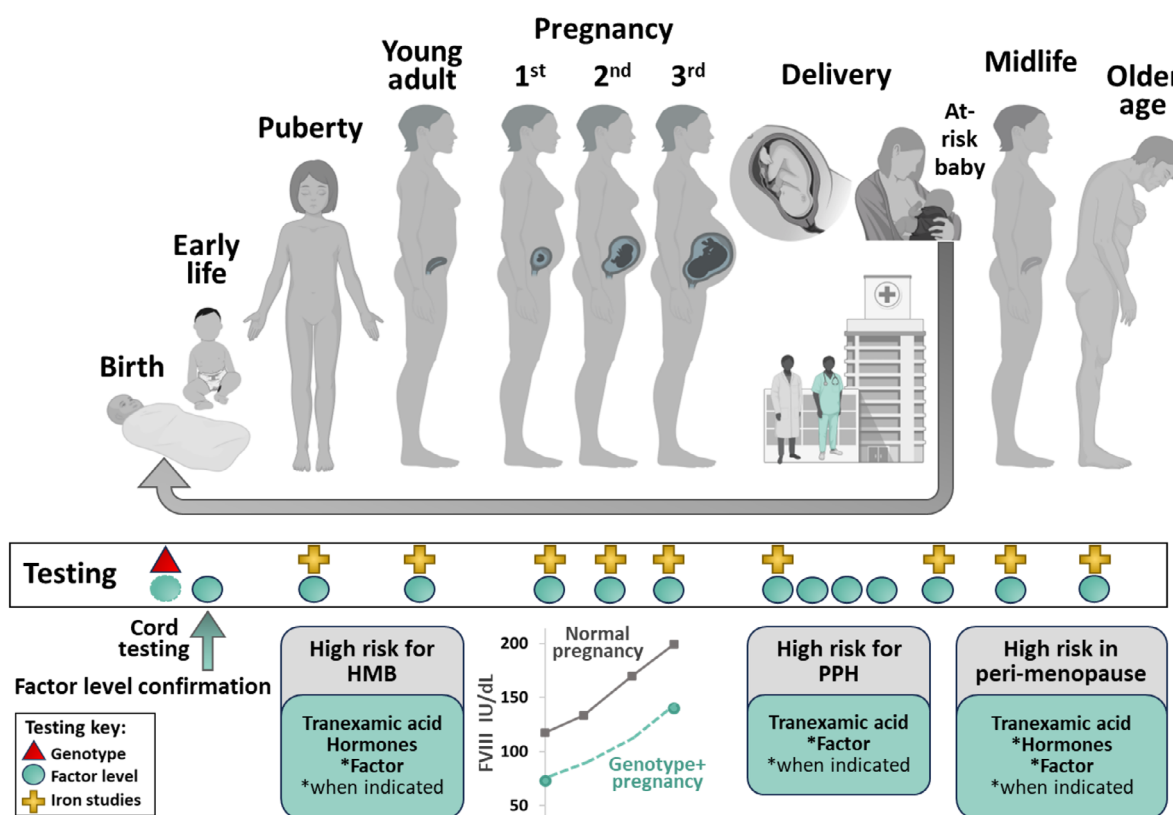 Pregnancy
Young
adult
1st
2nd
3rd
Delivery
Midlife
Older
age
At-
risk
baby
Puberty
Early
life
Birth
Testing
Cord
testing
Factor level confirmation
Testing key:
Genotype
Factor level
Iron studies
High risk for
HMB
Tranexamic acid
Hormones
*Factor
*when indicated
FVIII IU/dL
200
150
100
50
Normal
pregnancy
Genotype+
pregnancy
High risk for
PPH
Tranexamic acid
*Factor
*when indicated
High risk in
peri-menopause
Tranexamic acid
*Hormones
*Factor
*when indicated